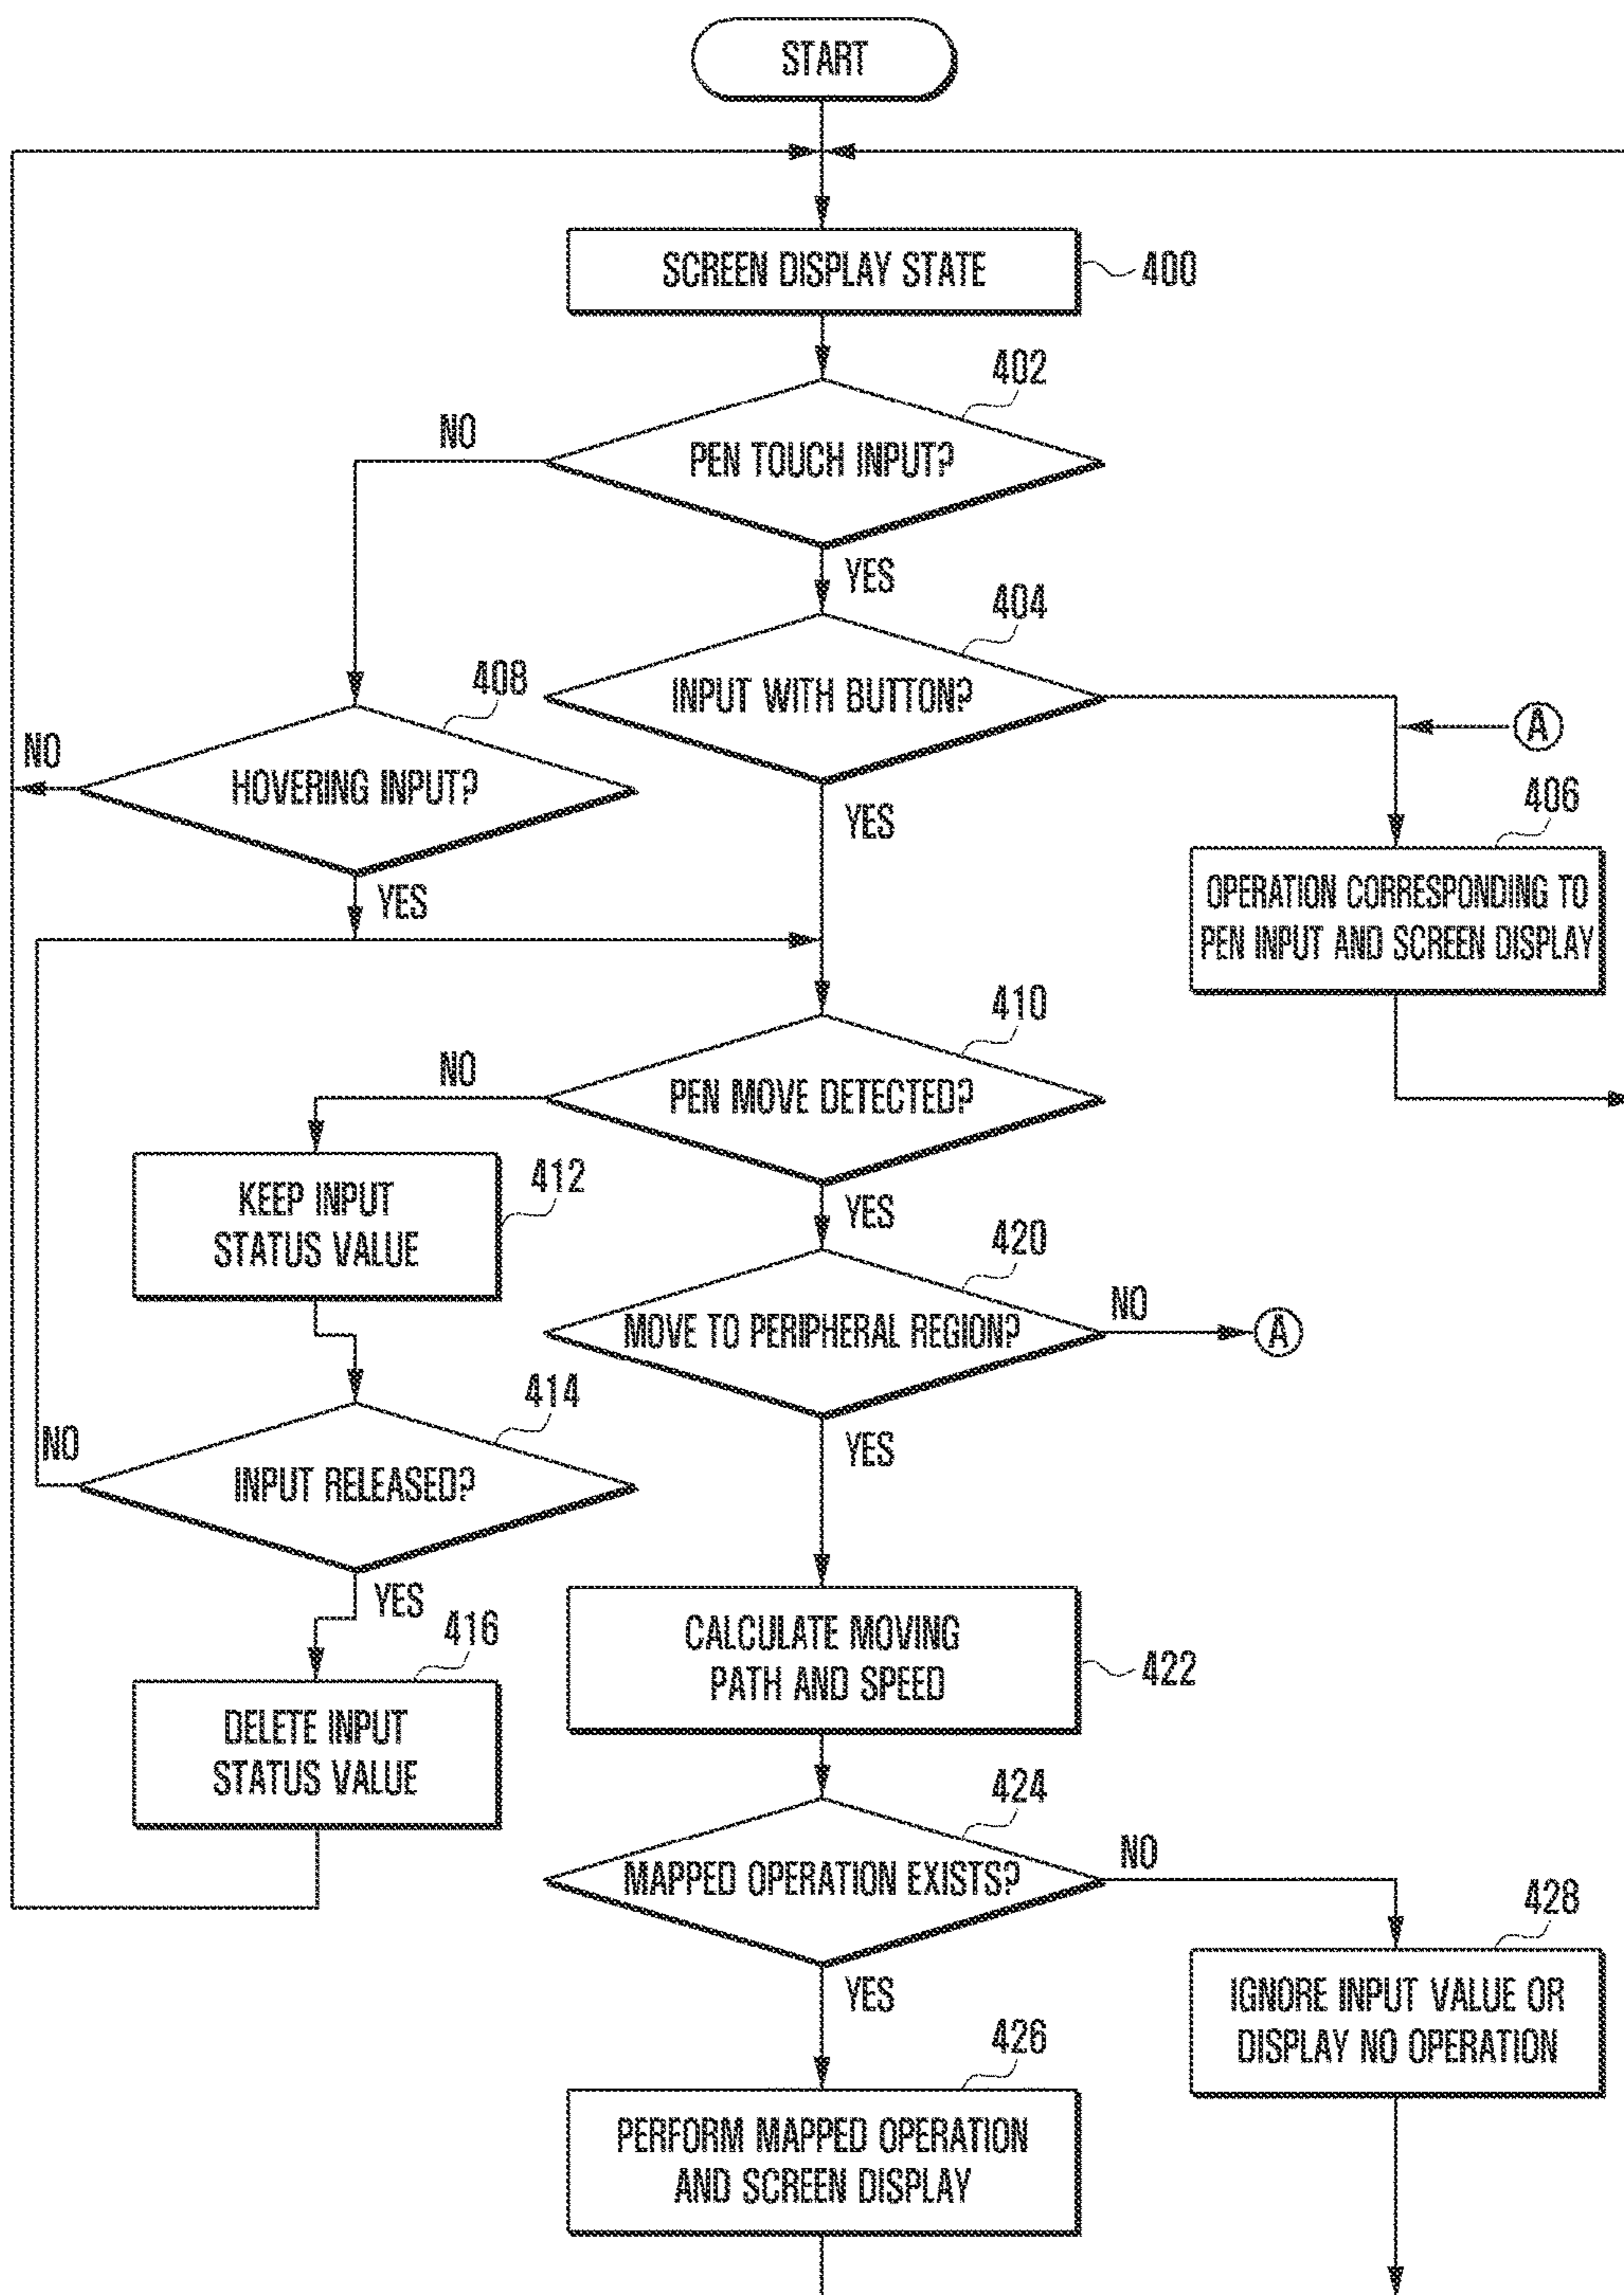 START
SCREEN DISPLAY STATE
400
402
NO
PEN TOUCH INPUT?
YES
404
408
INPUT WITH BUTTON?
NO
A
HOVERING INPUT?
406
YES
YES
OPERATION CORRESPONDING TO
PEN INPUT AND SCREEN DISPLAY
410
NO
PEN MOVE DETECTED?
412
KEEP INPUT
STATUS VALUE
YES
420
NO
MOVE TO PERIPHERAL REGION?
A
414
NO
YES
INPUT RELEASED?
YES
416
CALCULATE MOVING
PATH AND SPEED
422
DELETE INPUT
STATUS VALUE
424
NO
MAPPED OPERATION EXISTS?
428
YES
IGNORE INPUT VALUE OR
DISPLAY NO OPERATION
426
PERFORM MAPPED OPERATION
AND SCREEN DISPLAY